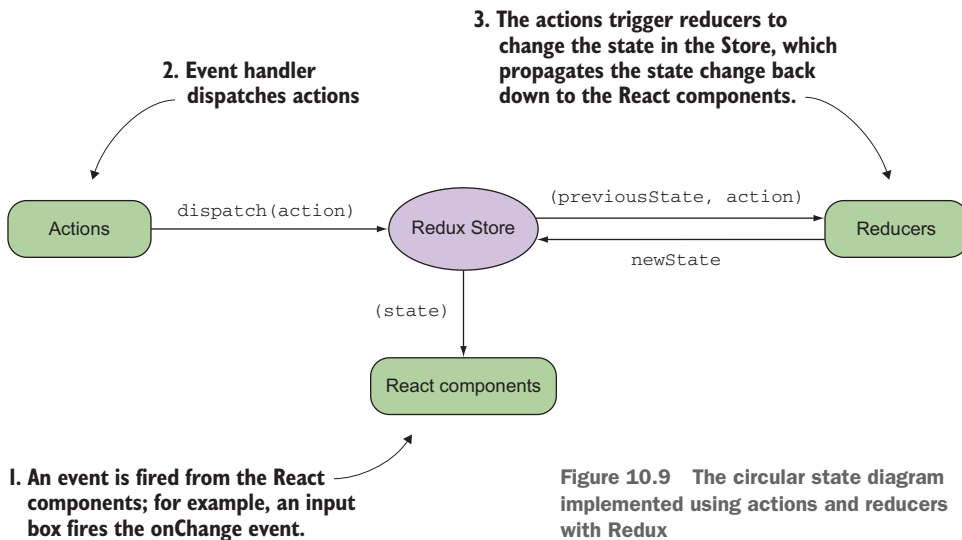 3. The actions trigger reducers to
change the state in the Store, which
propagates the state change back
down to the React components.
2. Event handler
dispatches actions
Actions
dispatch(action)
Redux Store
(previousState, action)
newState
Reducers
(state)
React components
1. An event is fired from the React
components; for example, an input
box fires the onChange event.
Figure 10.9 The circular state diagram
implemented using actions and reducers
with Redux